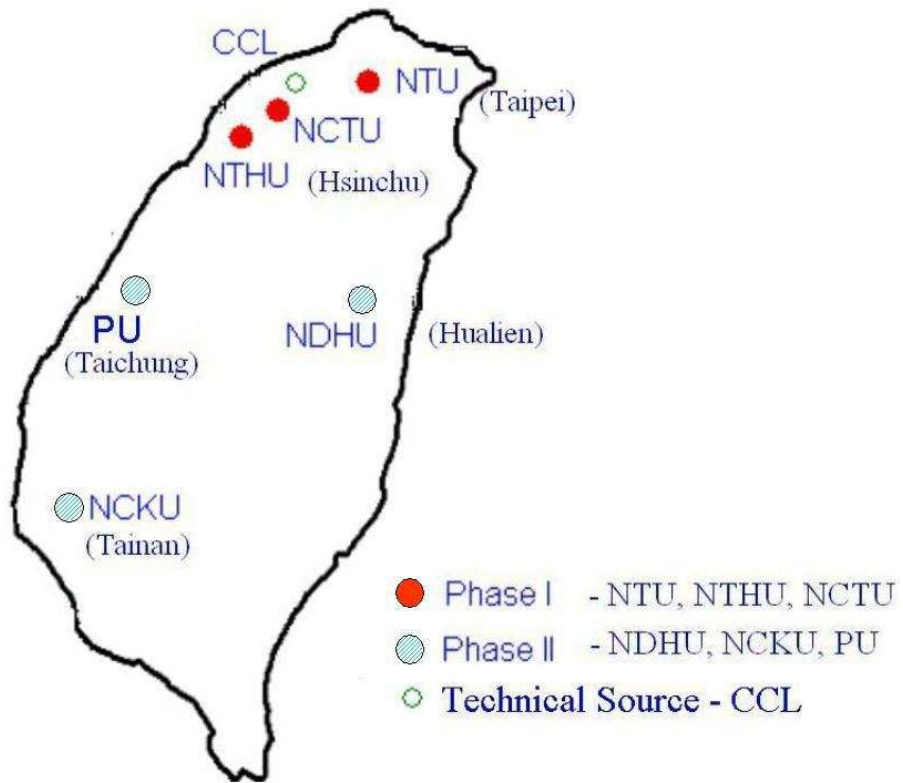 CCL
NTU
(Taipei)
NCTU
NTHU
(Hsinchu)
PU
(Taichung)
NDHU
(Hualien)
NCKU
(Tainan)
Phase I - NTU, NTHU, NCTU
Phase II - NDHU, NCKU, PU
Technical Source - CCL